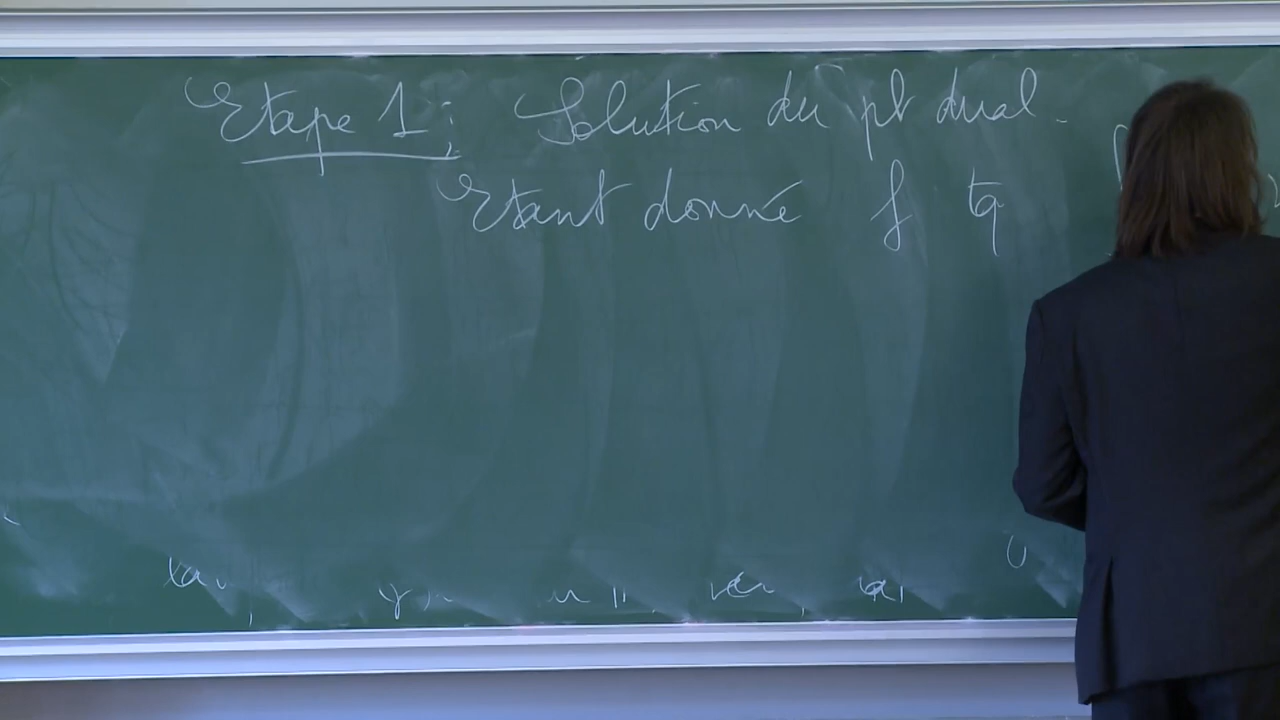 Etape 1: Solution du pb dual.
Etant donné f tq